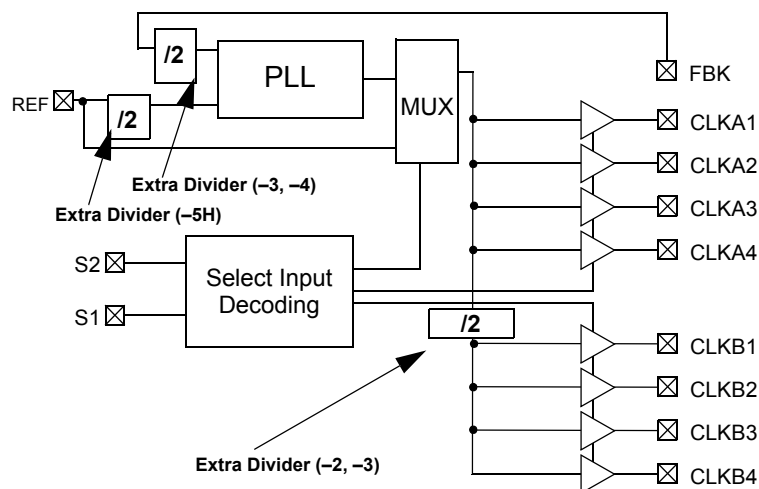 /2
PLL
MUX
FBK
REF
/2
CLKA1
CLKA2
CLKA3
CLKA4
Extra Divider (–3, –4)
Extra Divider (–5H)
S2
S1
Select Input
Decoding
/2
CLKB1
CLKB2
CLKB3
CLKB4
Extra Divider (–2, –3)